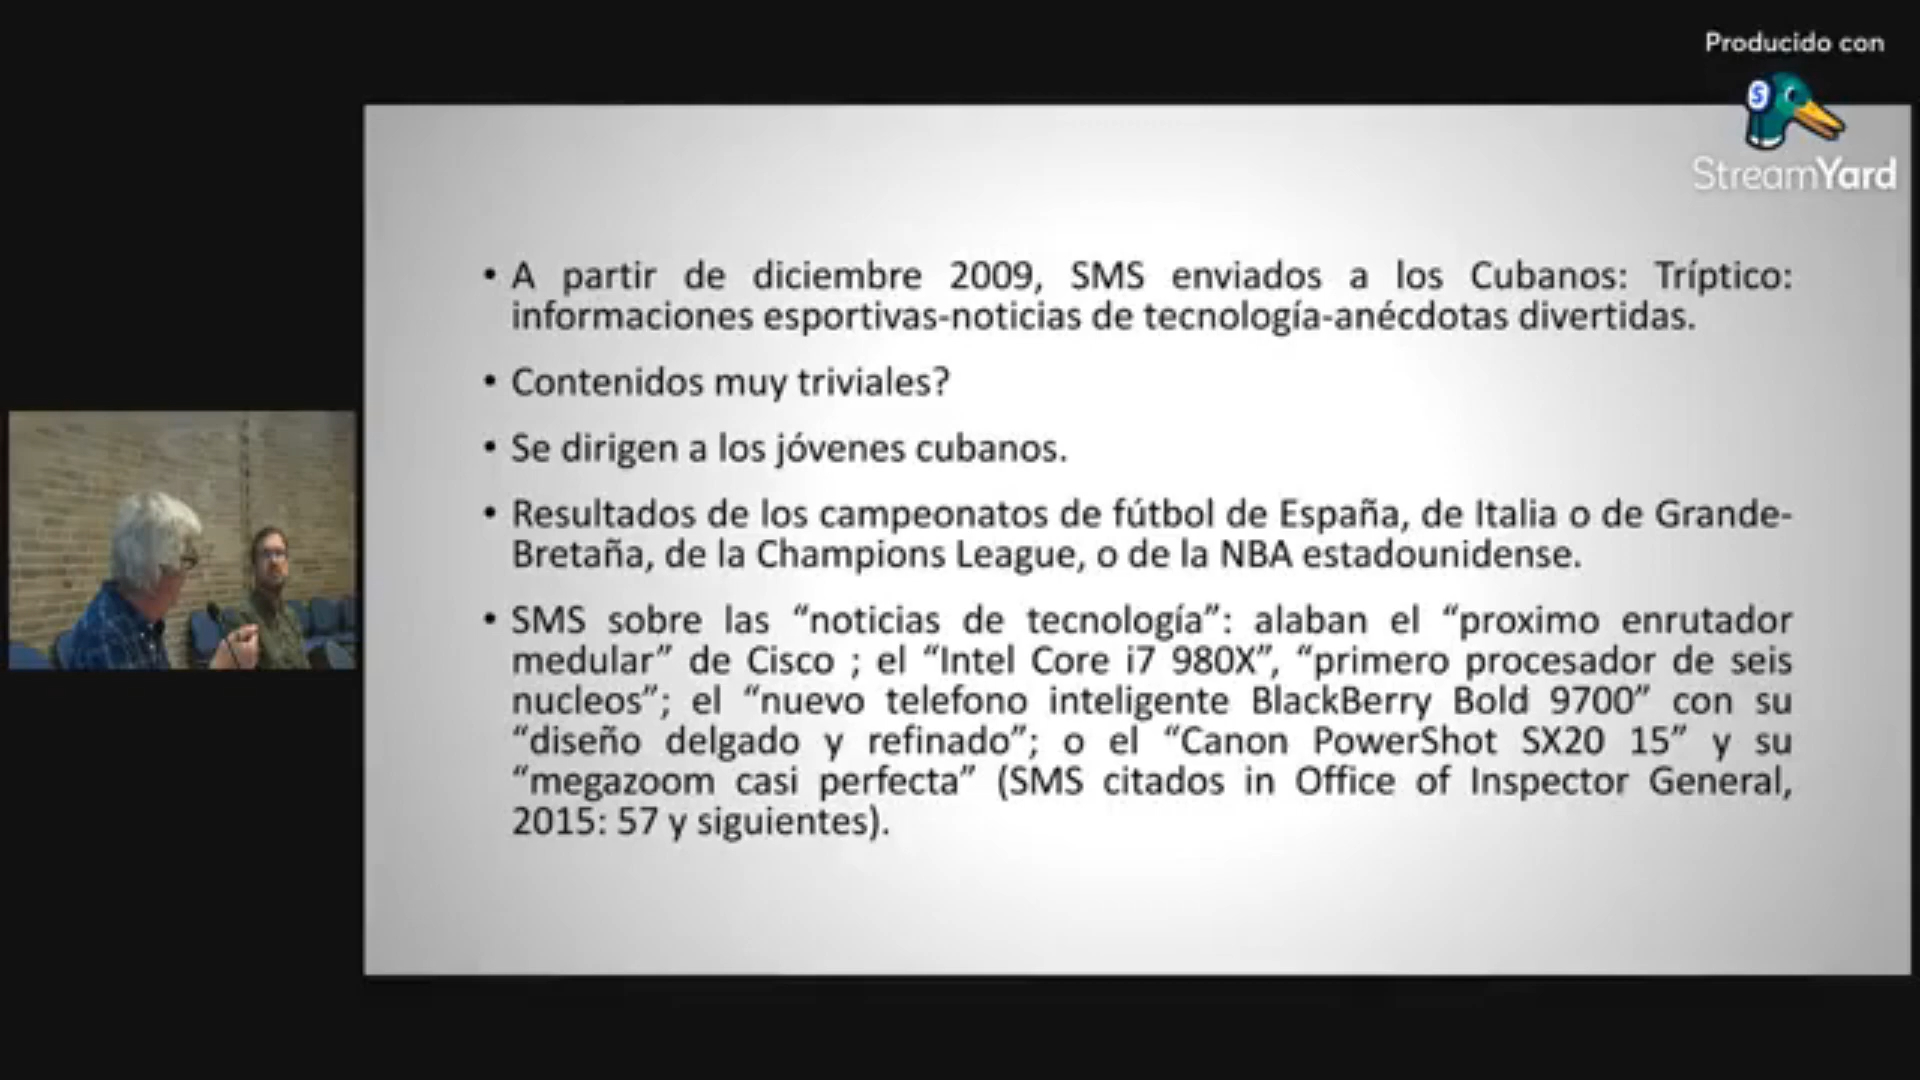 Producido con
StreamYard
• A partir de diciembre 2009, SMS enviados a los Cubanos: Tríptico:
informaciones esportivas-noticias de tecnología-anécdotas divertidas.
• Contenidos muy triviales?
• Se dirigen a los jóvenes cubanos.
• Resultados de los campeonatos de fútbol de España, de Italia o de Grande-
Bretaña, de la Champions League, o de la NBA estadounidense.
• SMS sobre las “noticias de tecnología”: alaban el “proximo enrutador
medular” de Cisco ; el “Intel Core i7 980X”, “primero procesador de seis
nucleos”; el “nuevo telefono inteligente BlackBerry Bold 9700” con su
“diseño delgado y refinado”; o el “Canon PowerShot SX20 15” y su
“megazoom casi perfecta” (SMS citados in Office of Inspector General,
2015: 57 y siguientes).